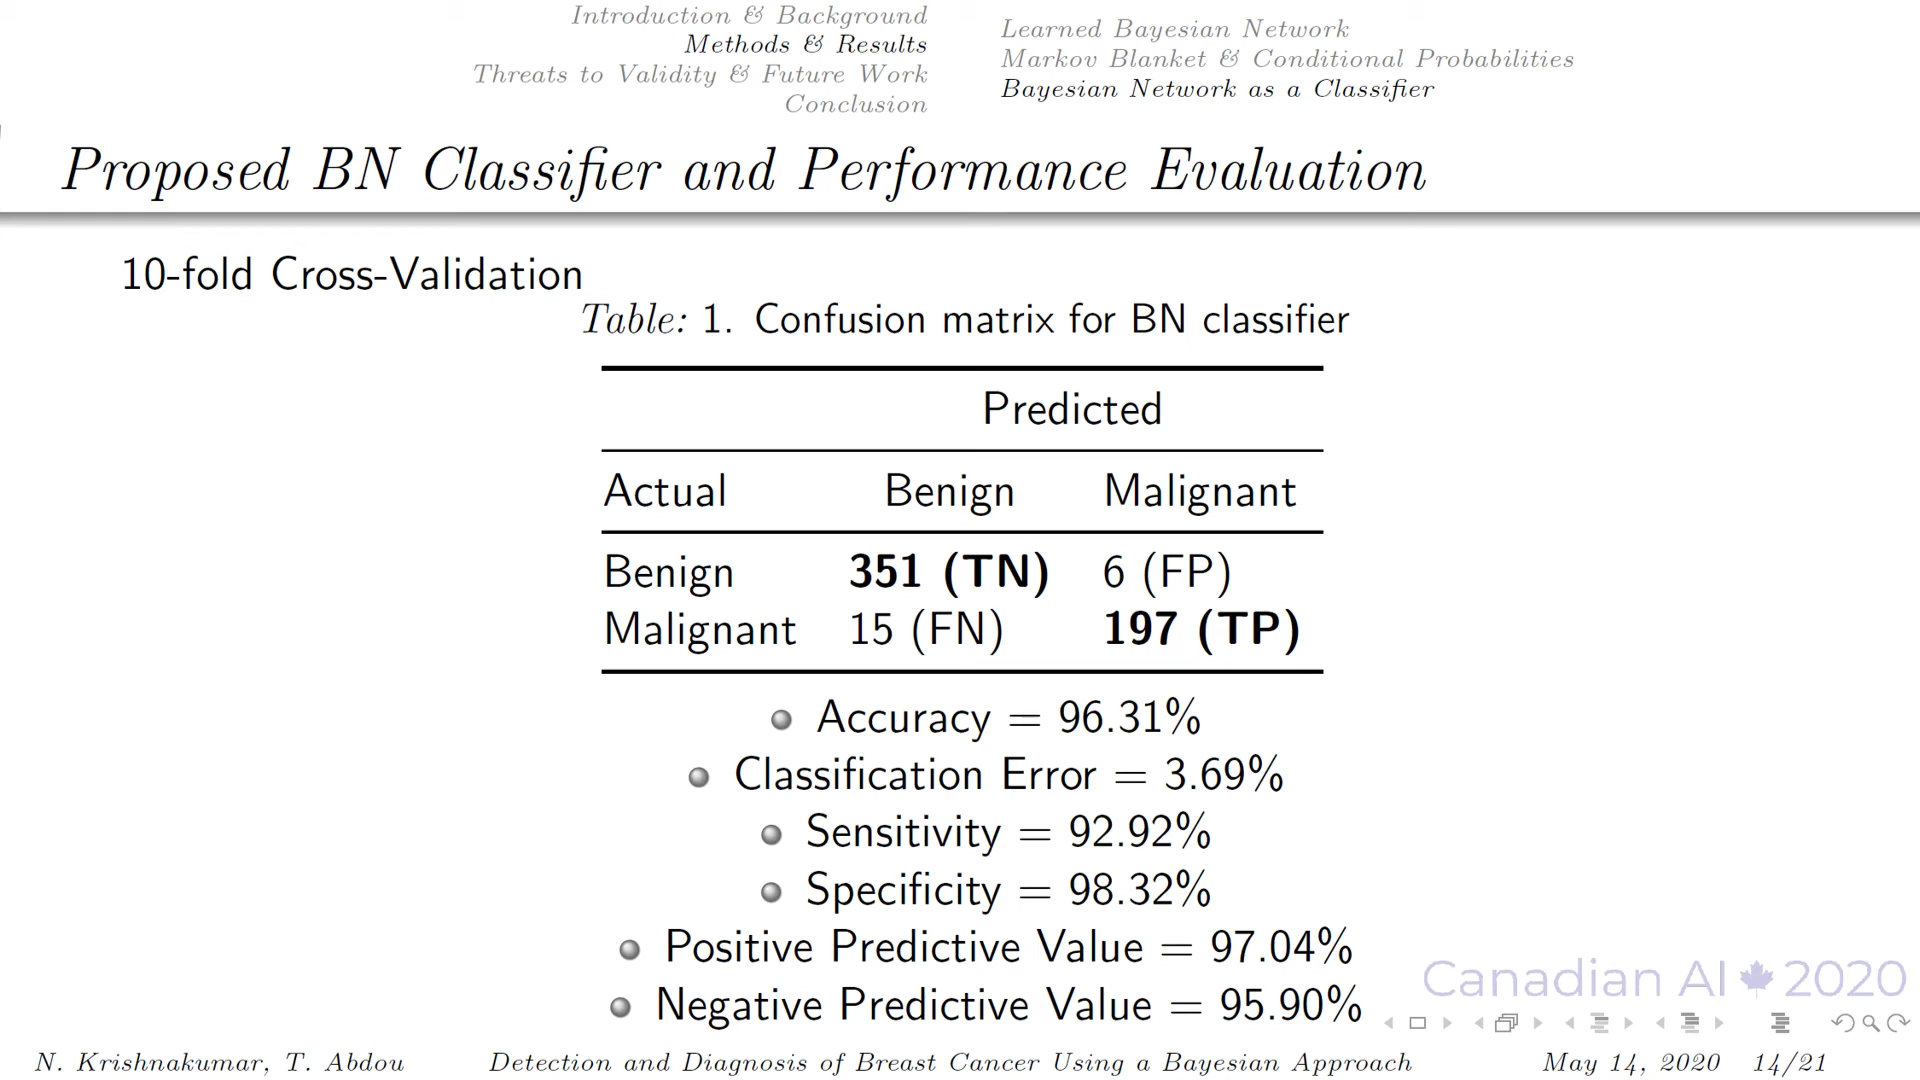 Introduction & Background
Methods & Results
Threats to Validity & Future Work
Conclusion
Learned Bayesian Network
Markov Blanket & Conditional Probabilities
Bayesian Network as a Classifier
Proposed BN Classifier and Performance Evaluation
10-fold Cross-Validation
Table: 1. Confusion matrix for BN classifier
Predicted
Actual Benign Malignant
Benign 351 (TN) 6 (FP)
Malignant 15 (FN) 197 (TP)
Accuracy = 96.31%
Classification Error = 3.69%
Sensitivity = 92.92%
Specificity = 98.32%
Positive Predictive Value = 97.04%
Negative Predictive Value = 95.90%
Canadian AI 2020
N. Krishnakumar, T. Abdou Detection and Diagnosis of Breast Cancer Using a Bayesian Approach May 14, 2020 14/21